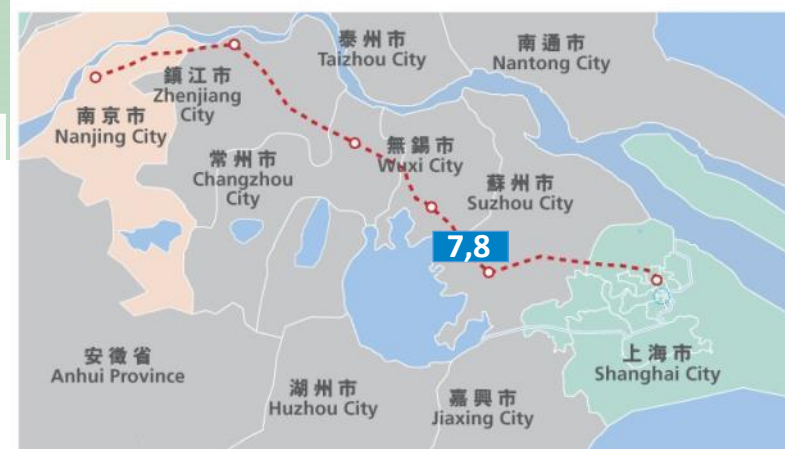 泰州市
Taizhou City
南通市
Nantong City
鎮江市
Zhenjiang
City
南京市
Nanjing City
常州市
Changzhou
City
無錫市
Wuxi City
蘇州市
Suzhou City
7,8
安徽省
Anhui Province
湖州市
Huzhou City
嘉興市
Jiaxing City
上海市
Shanghai City